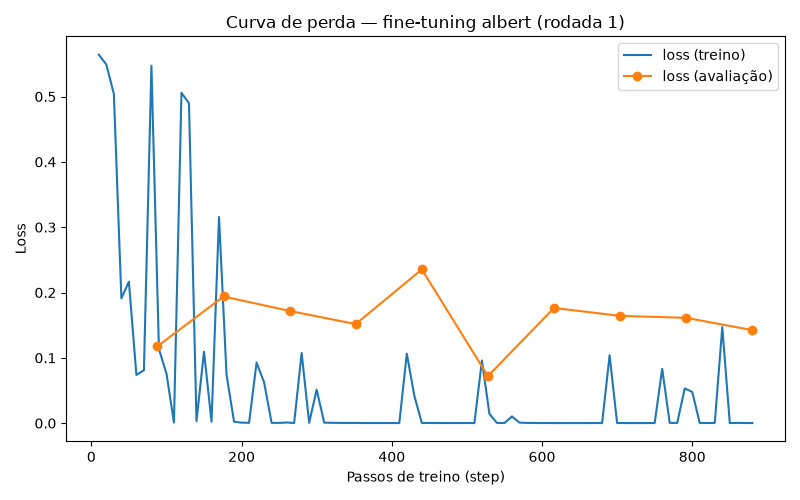 Curva de perda — fine-tuning albert (rodada 1)
loss (treino)
loss (avaliação)
Loss
0.5
0.4
0.3
0.2
0.1
0.0
0 200 400 600 800
Passos de treino (step)